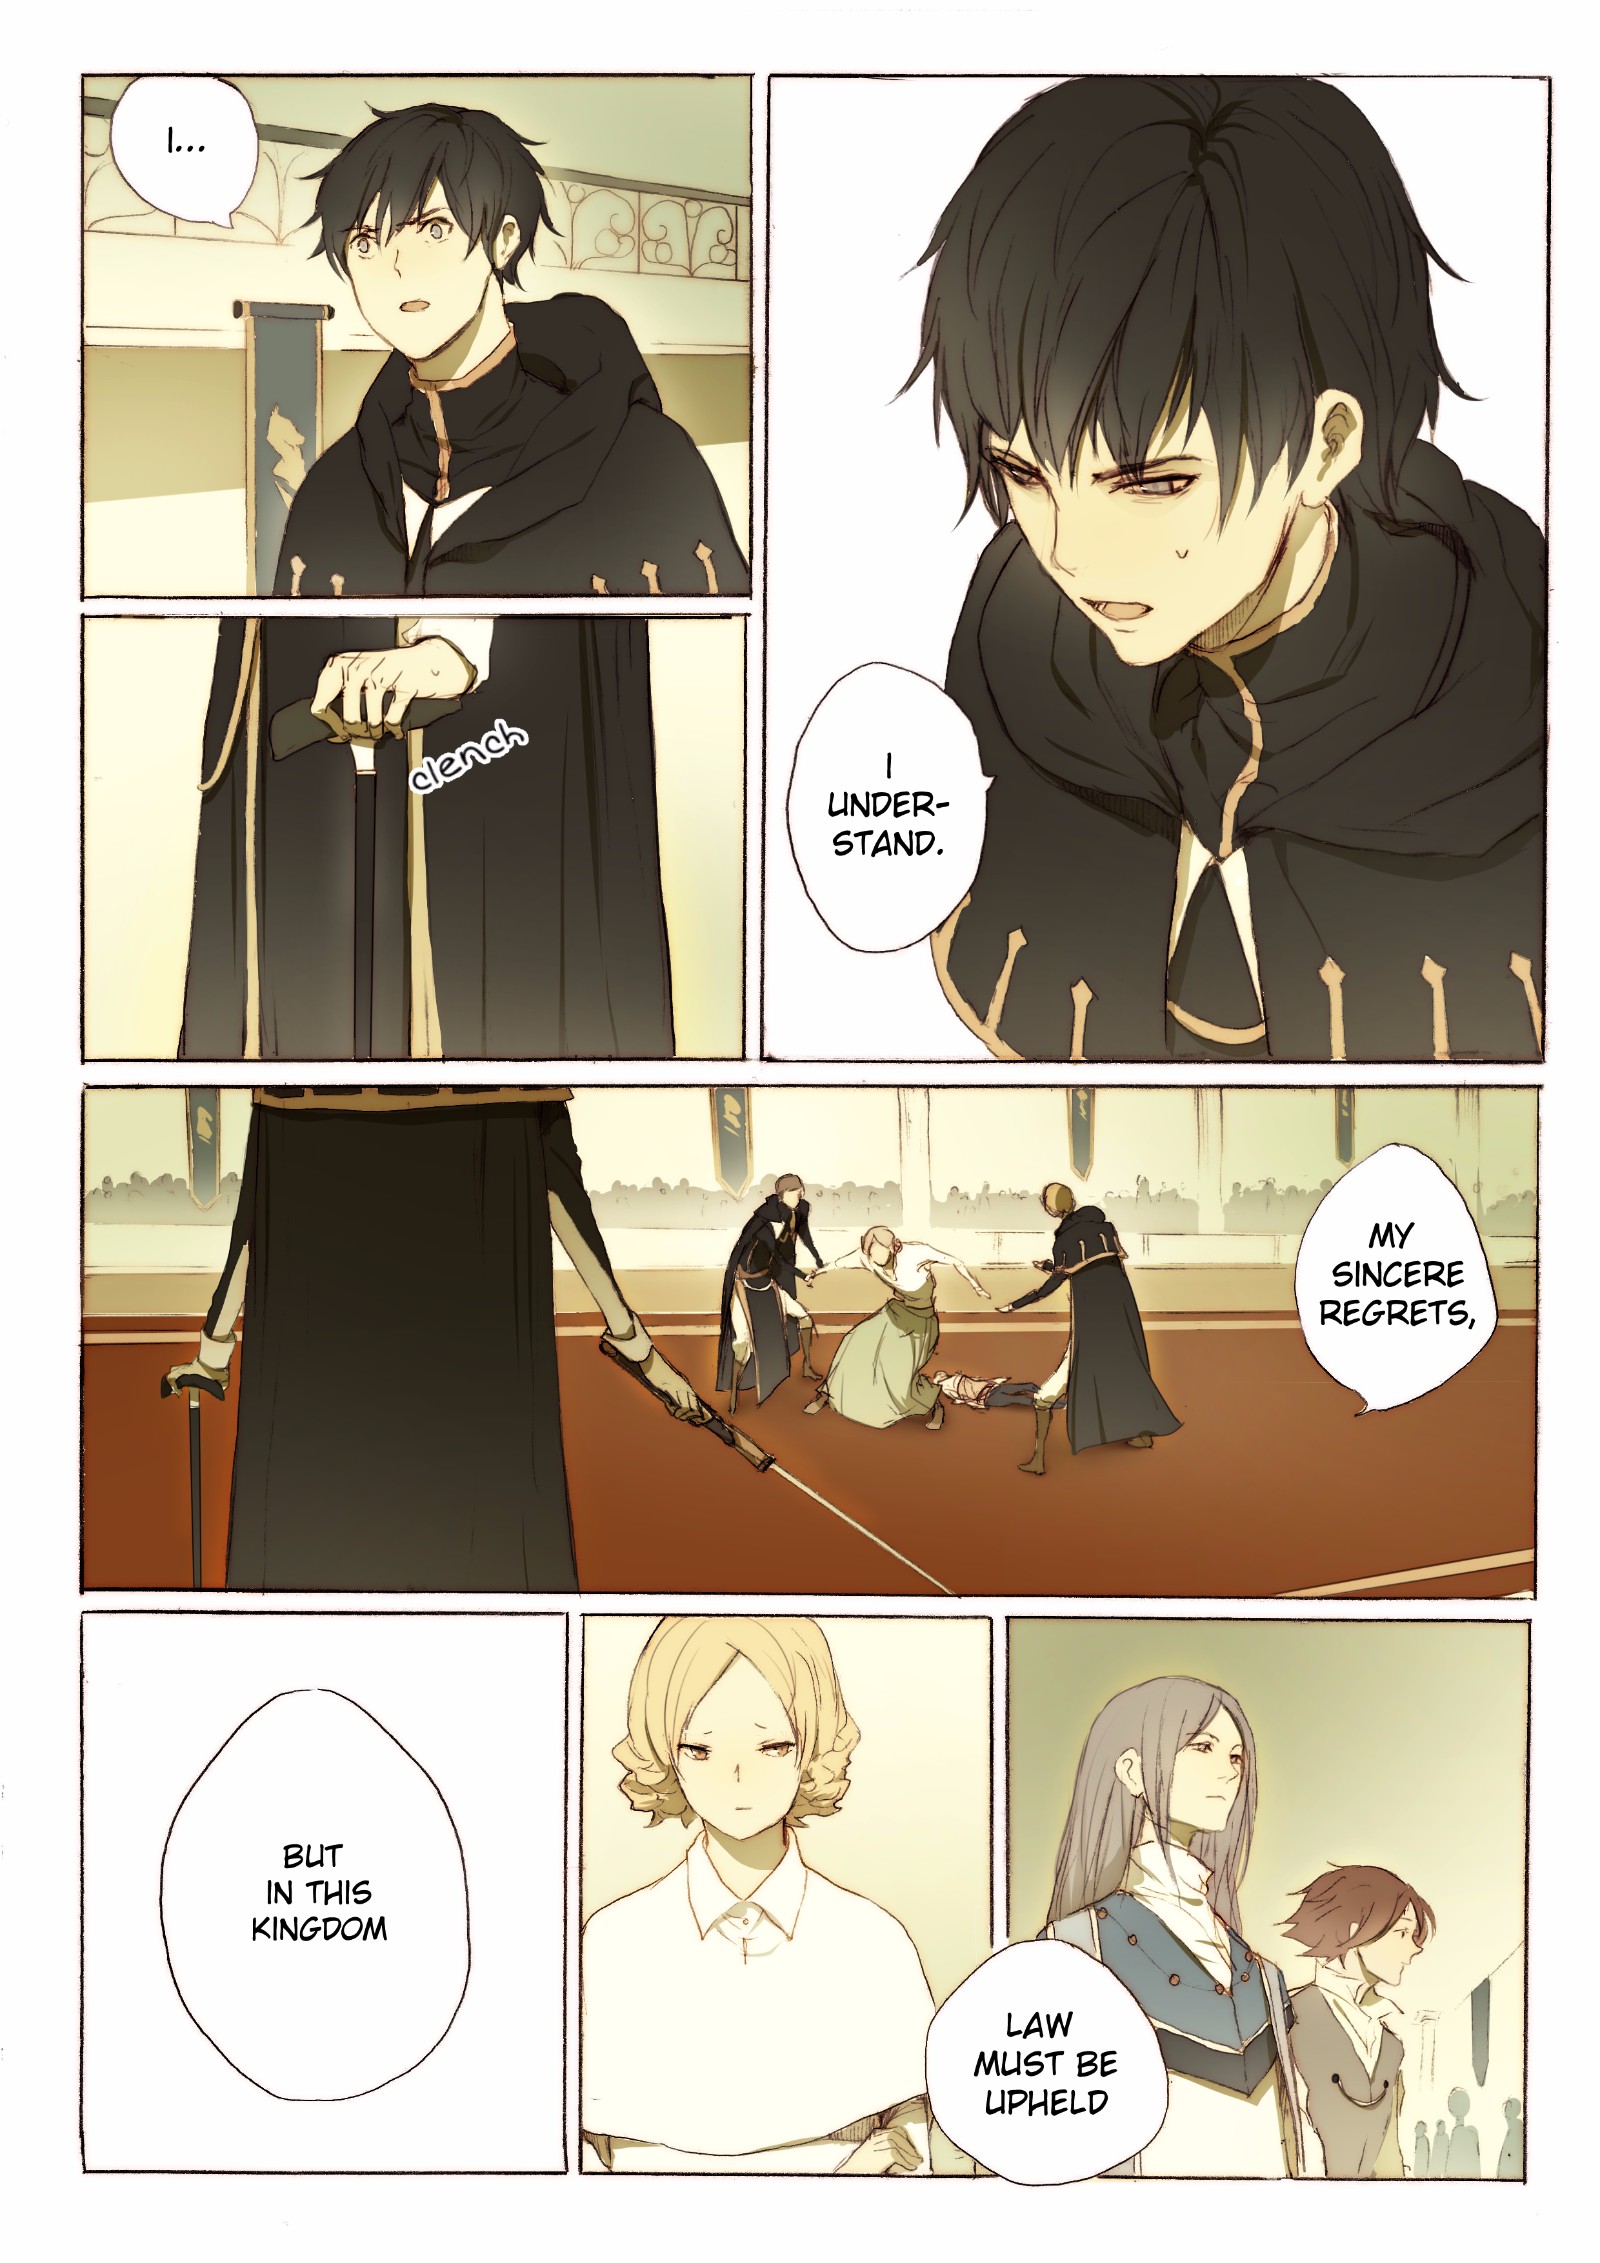 I...
clench
I
UNDER-
STAND.
MY
SINCERE
REGRETS,
BUT
IN THIS
KINGDOM
LAW
MUST BE
UPHELD